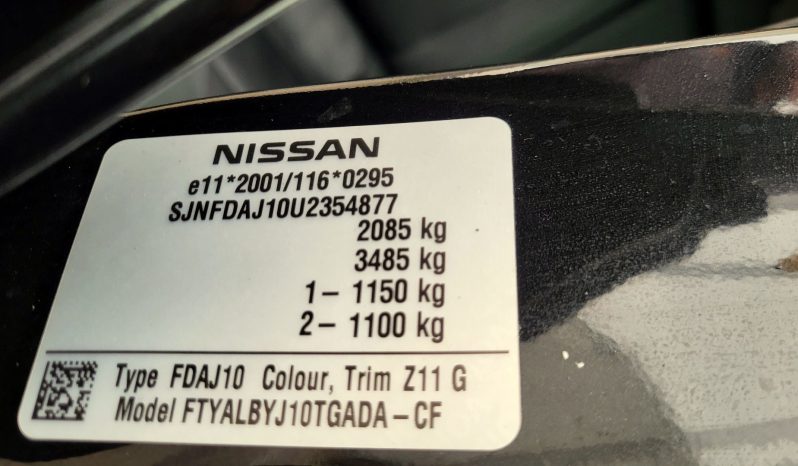 NISSAN
e11*2001/116*0295
SJNFDAJ10U2354877
2085 kg
3485 kg
1- 1150 kg
2- 1100 kg
Type FDAJ10 Colour, Trim Z11 G
Model FTYALBYJ10TGADA-CF